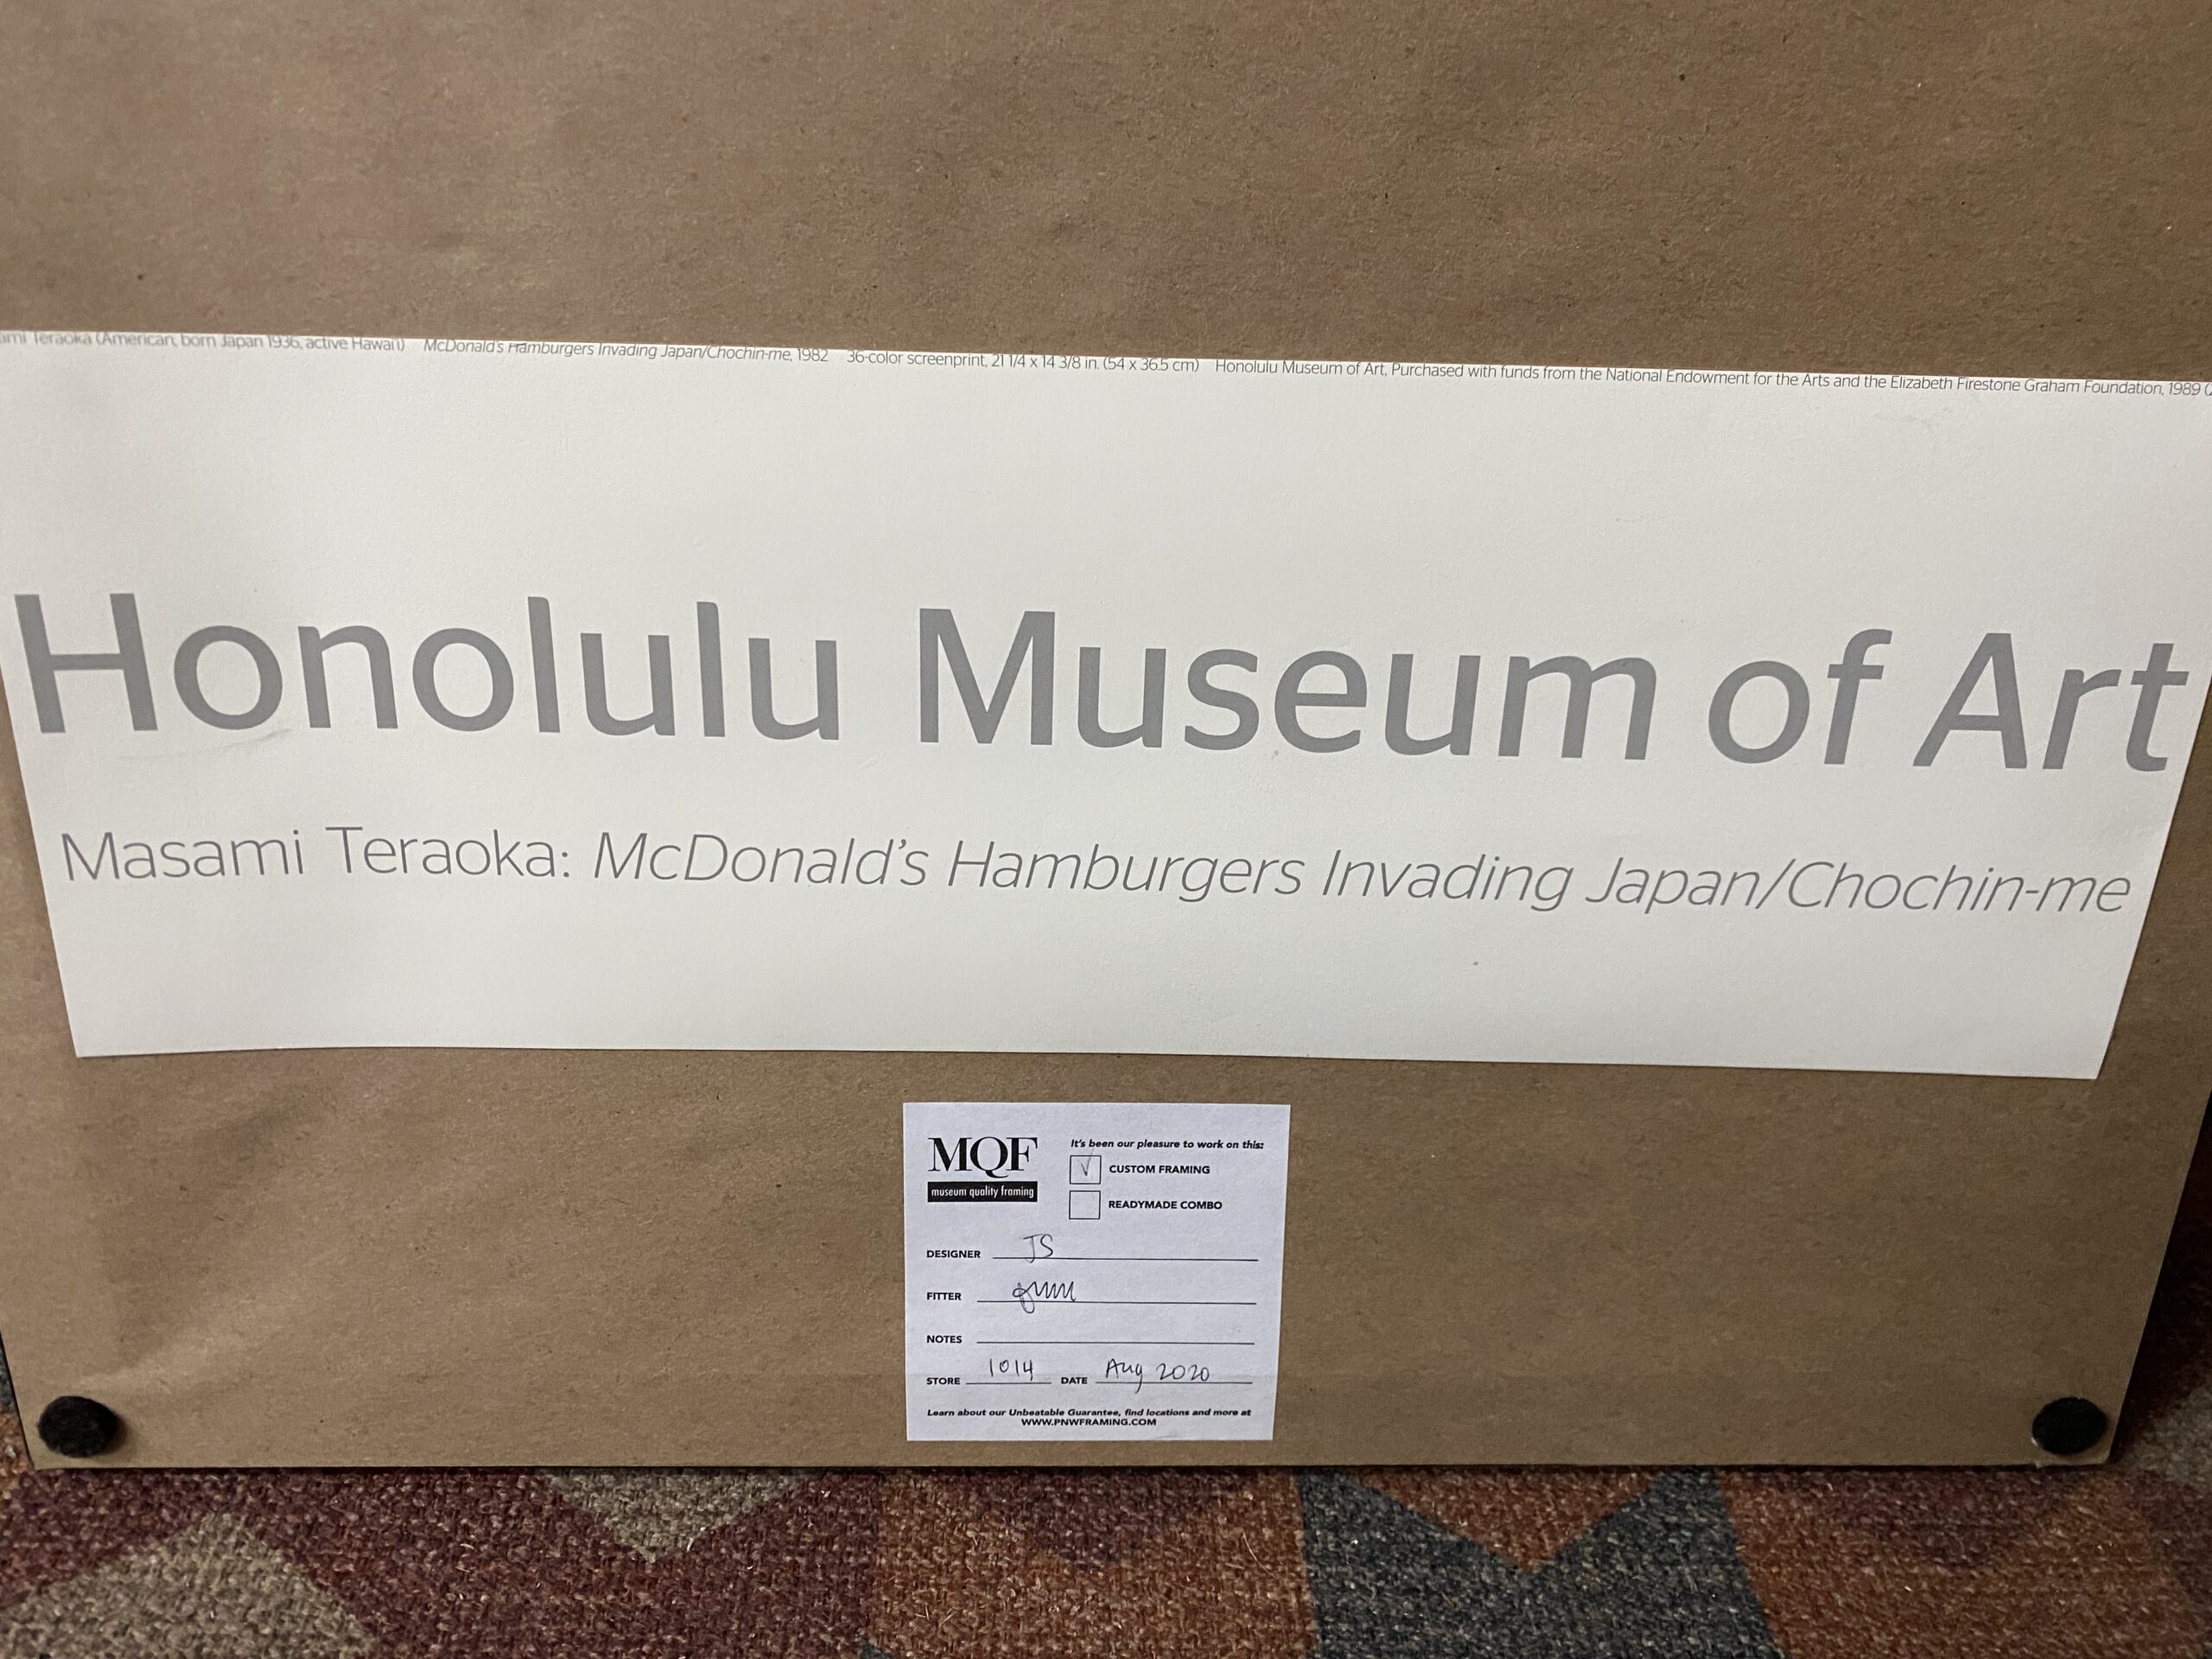 Teraoka (American, born Japan 1936, active Hawai'i) McDonald's Hamburgers Invading Japan/Chochin-me, 1982 36-color screenprint, 21 1/4 x 14 3/8 in. (54 x 36.5 cm) Honolulu Museum of Art, Purchased with funds from the National Endowment for the Arts and the Elizabeth Firestone Graham Foundation, 1989
Honolulu Museum of Art
Masami Teraoka: McDonald's Hamburgers Invading Japan/Chochin-me
MQF
museum quality framing
It's been our pleasure to work on this:
CUSTOM FRAMING
READYMADE COMBO
DESIGNER JS
FITTER
NOTES
STORE 1014 DATE Aug 2020
Learn about our Unbeatable Guarantee, find locations and more at
WWW.PNWFRAMING.COM